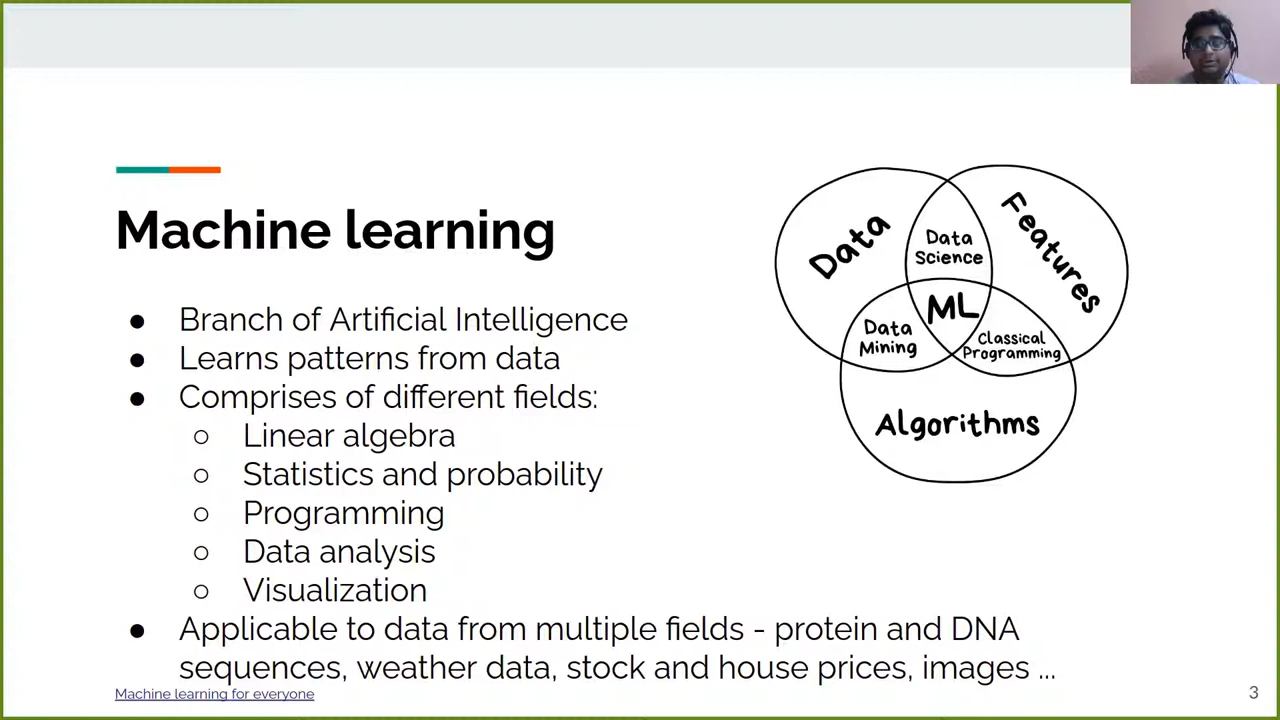 Machine learning
● Branch of Artificial Intelligence
● Learns patterns from data
● Comprises of different fields:
○ Linear algebra
○ Statistics and probability
○ Programming
○ Data analysis
○ Visualization
● Applicable to data from multiple fields - protein and DNA
sequences, weather data, stock and house prices, images ...
Data
Features
Data
Science
ML
Data
Mining
Classical
Programming
Algorithms
Machine learning for everyone
3